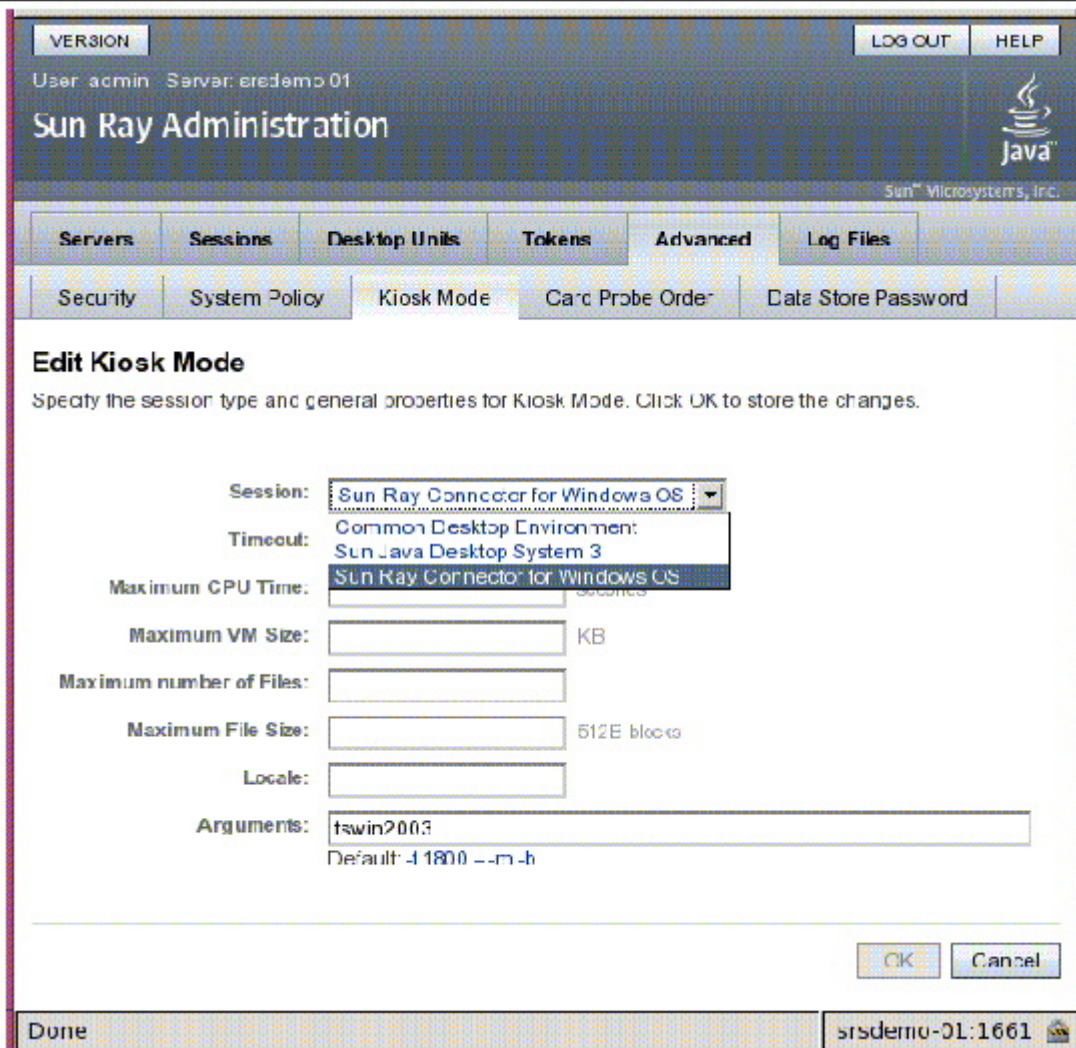 VERSION LOG OUT HELP
User: admin Server: srsdemo-01
Sun Ray Administration
Java™
Sun™ Microsystems, Inc.
Servers Sessions Desktop Units Tokens Advanced Log Files
Security System Policy Kiosk Mode Card Probe Order Data Store Password
Edit Kiosk Mode
Specify the session type and general properties for Kiosk Mode. Click OK to store the changes.
Session: Sun Ray Connector for Windows OS
Common Desktop Environment
Timeout:
Sun Java Desktop System 3
Sun Ray Connector for Windows OS
Maximum CPU Time: seconds
Maximum VM Size: KB
Maximum number of Files:
Maximum File Size: 512B blocks
Locale:
Arguments: tswin2003
Default: -t 1800 -- -m -b
OK Cancel
Done srsdemo-01:1661